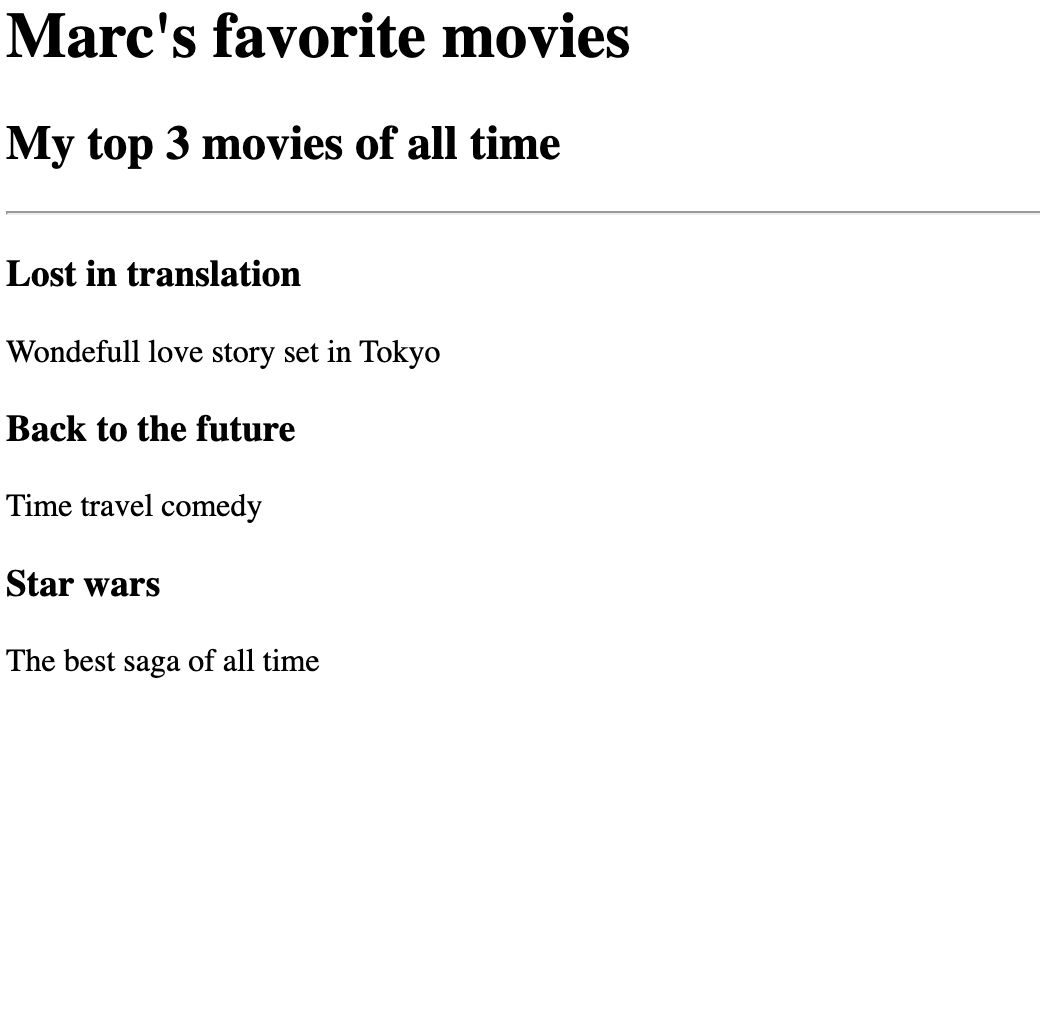 Marc's favorite movies
My top 3 movies of all time
Lost in translation
Wondefull love story set in Tokyo
Back to the future
Time travel comedy
Star wars
The best saga of all time